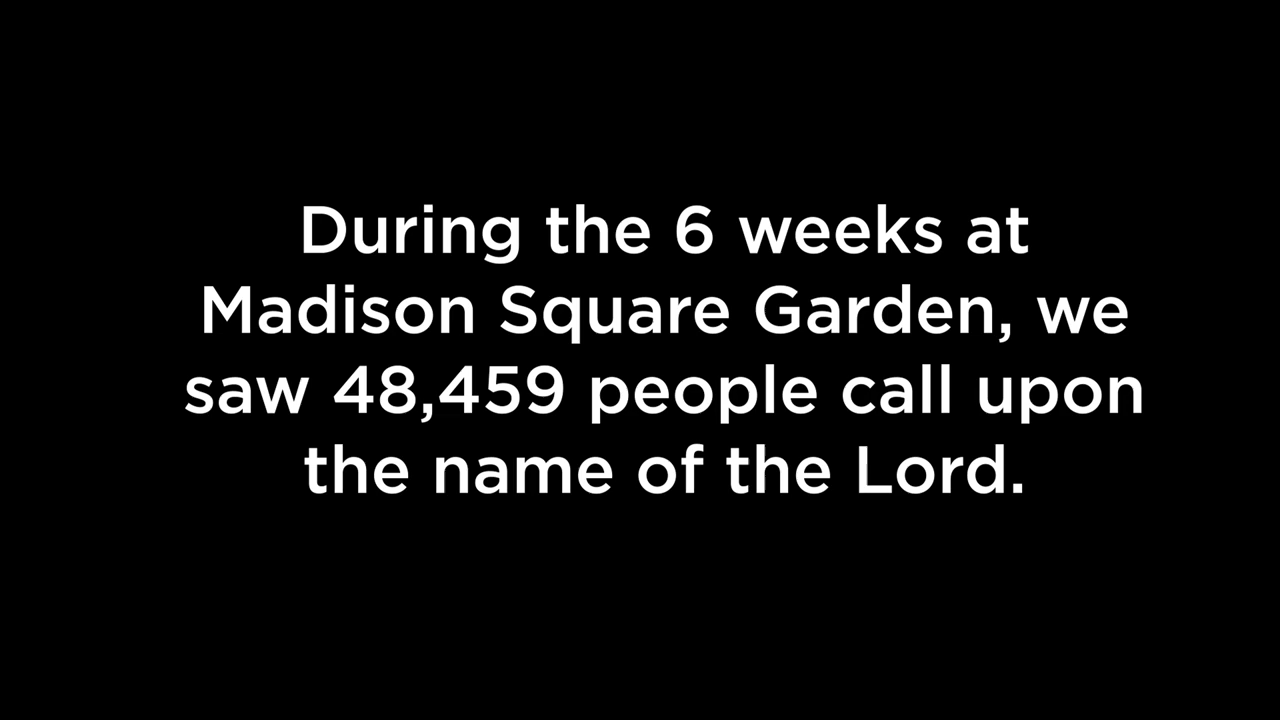 During the 6 weeks at
Madison Square Garden, we
saw 48,459 people call upon
the name of the Lord.